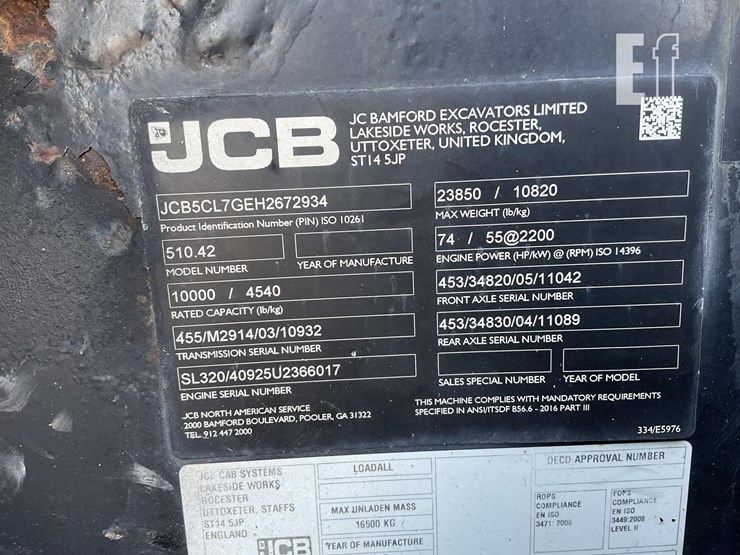 Ef
JCB
JC BAMFORD EXCAVATORS LIMITED
LAKESIDE WORKS, ROCESTER,
UTTOXETER, UNITED KINGDOM,
ST14 5JP
JCB5CL7GEH2672934
Product Identification Number (PIN) ISO 10261
510.42
MODEL NUMBER
YEAR OF MANUFACTURE
10000 / 4540
RATED CAPACITY (lb/kg)
455/M2914/03/10932
TRANSMISSION SERIAL NUMBER
SL320/40925U2366017
ENGINE SERIAL NUMBER
23850 / 10820
MAX WEIGHT (lb/kg)
74 / 55@2200
ENGINE POWER (HP/kW) @ (RPM) ISO 14396
453/34820/05/11042
FRONT AXLE SERIAL NUMBER
453/34830/04/11089
REAR AXLE SERIAL NUMBER
SALES SPECIAL NUMBER
YEAR OF MODEL
JCB NORTH AMERICAN SERVICE
2000 BAMFORD BOULEVARD, POOLER, GA 31322
TEL. 912 447 2000
THIS MACHINE COMPLIES WITH MANDATORY REQUIREMENTS
SPECIFIED IN ANSI/ITSDF B56.6 - 2016 PART III
334/E5976
JCB CAB SYSTEMS
LAKESIDE WORKS
ROCESTER
UTTOXETER, STAFFS
ST14 5JP
ENGLAND
JCB
LOADALL
MAX UNLADEN MASS
16500 KG
YEAR OF MANUFACTURE
OECD APPROVAL NUMBER
ROPS
COMPLIANCE
EN ISO
3471: 2008
FOPS
COMPLIANCE
EN ISO
3449:2008
LEVEL II